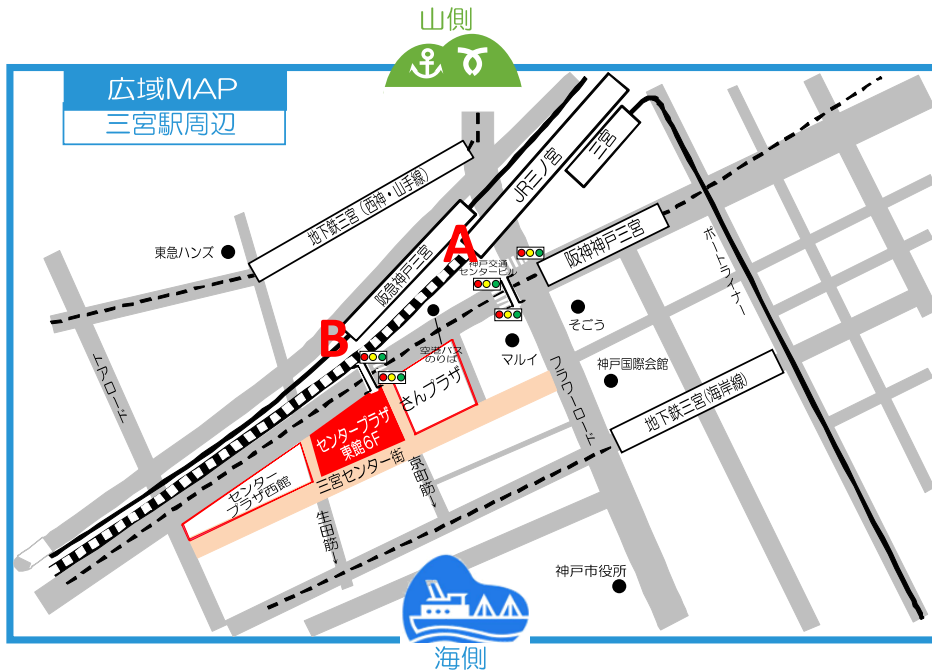 山側
広域MAP
三宮駅周辺
JR三ノ宮
三宮
地下鉄三宮(西神・山手線)
東急ハンズ
阪急神戸三宮
A
神戸交通
センタービル
阪神神戸三宮
ポートライナー
B
空港バス
のりば
マルイ
そごう
トアロード
さんプラザ
フラワーロード
神戸国際会館
地下鉄三宮(海岸線)
センタープラザ
東館6F
三宮センター街
センター
プラザ西館
京町筋→
生田筋→
神戸市役所
海側